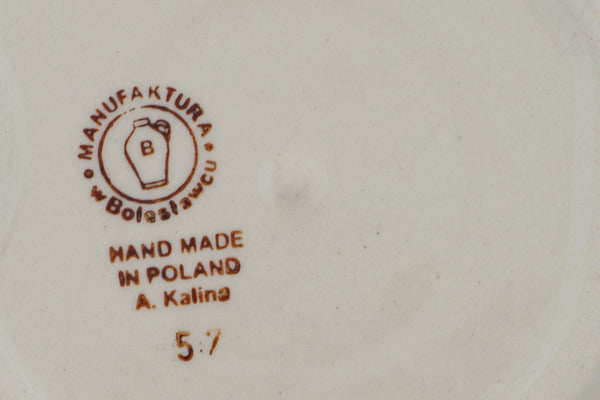 MANUFAKTURA
w Bolesławcu
B
HAND MADE
IN POLAND
A. Kalina
5:7